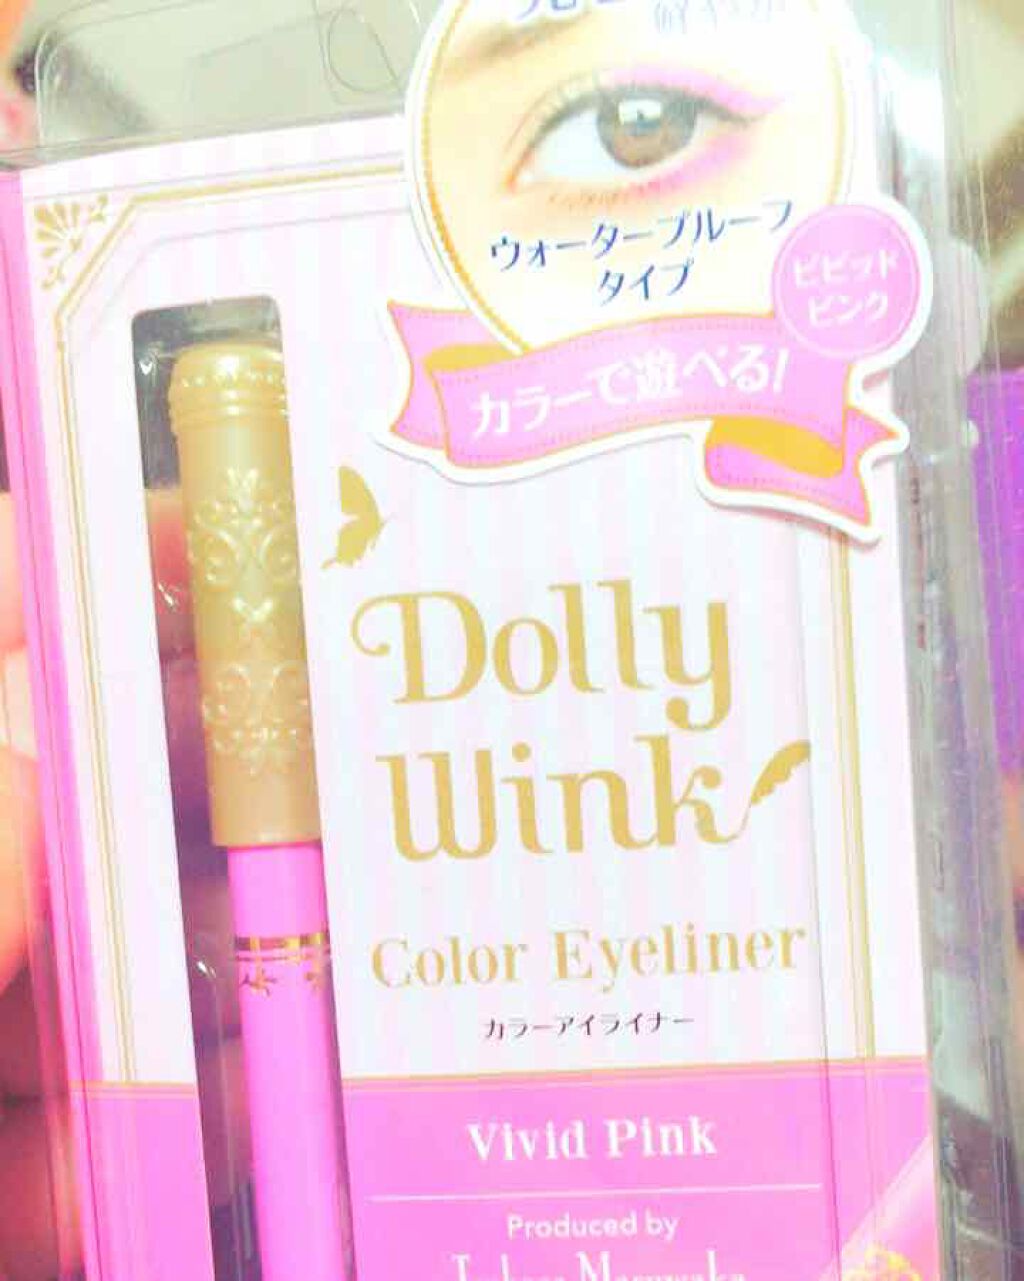 ウォータープルーフ
タイプ
ビビッド
ピンク
カラーで遊べる!
Dolly
Wink
Color Eyeliner
カラーアイライナー
Vivid Pink
Produced by